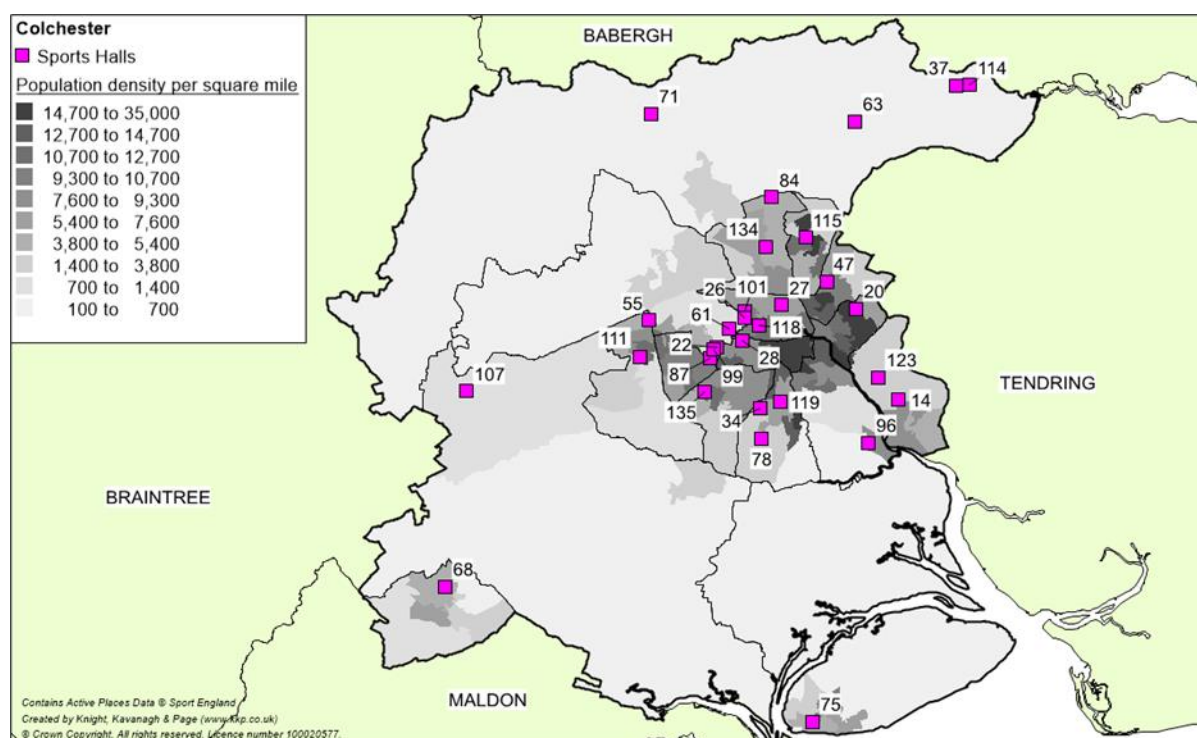 Colchester
Sports Halls
Population density per square mile
14,700 to 35,000
12,700 to 14,700
10,700 to 12,700
9,300 to 10,700
7,600 to 9,300
5,400 to 7,600
3,800 to 5,400
1,400 to 3,800
700 to 1,400
100 to 700
BABERGH
37 114
71
63
84
134 115
47
26 101 27 20
55 61 118
111 22 28
87 99 123
107 TENDRING
135 34 119 14
78 96
BRAINTREE
68
MALDON
75
Contains Active Places Data © Sport England
Created by Knight, Kavanagh & Page (www.kkp.co.uk)
© Crown Copyright. All rights reserved. Licence number 100020577.